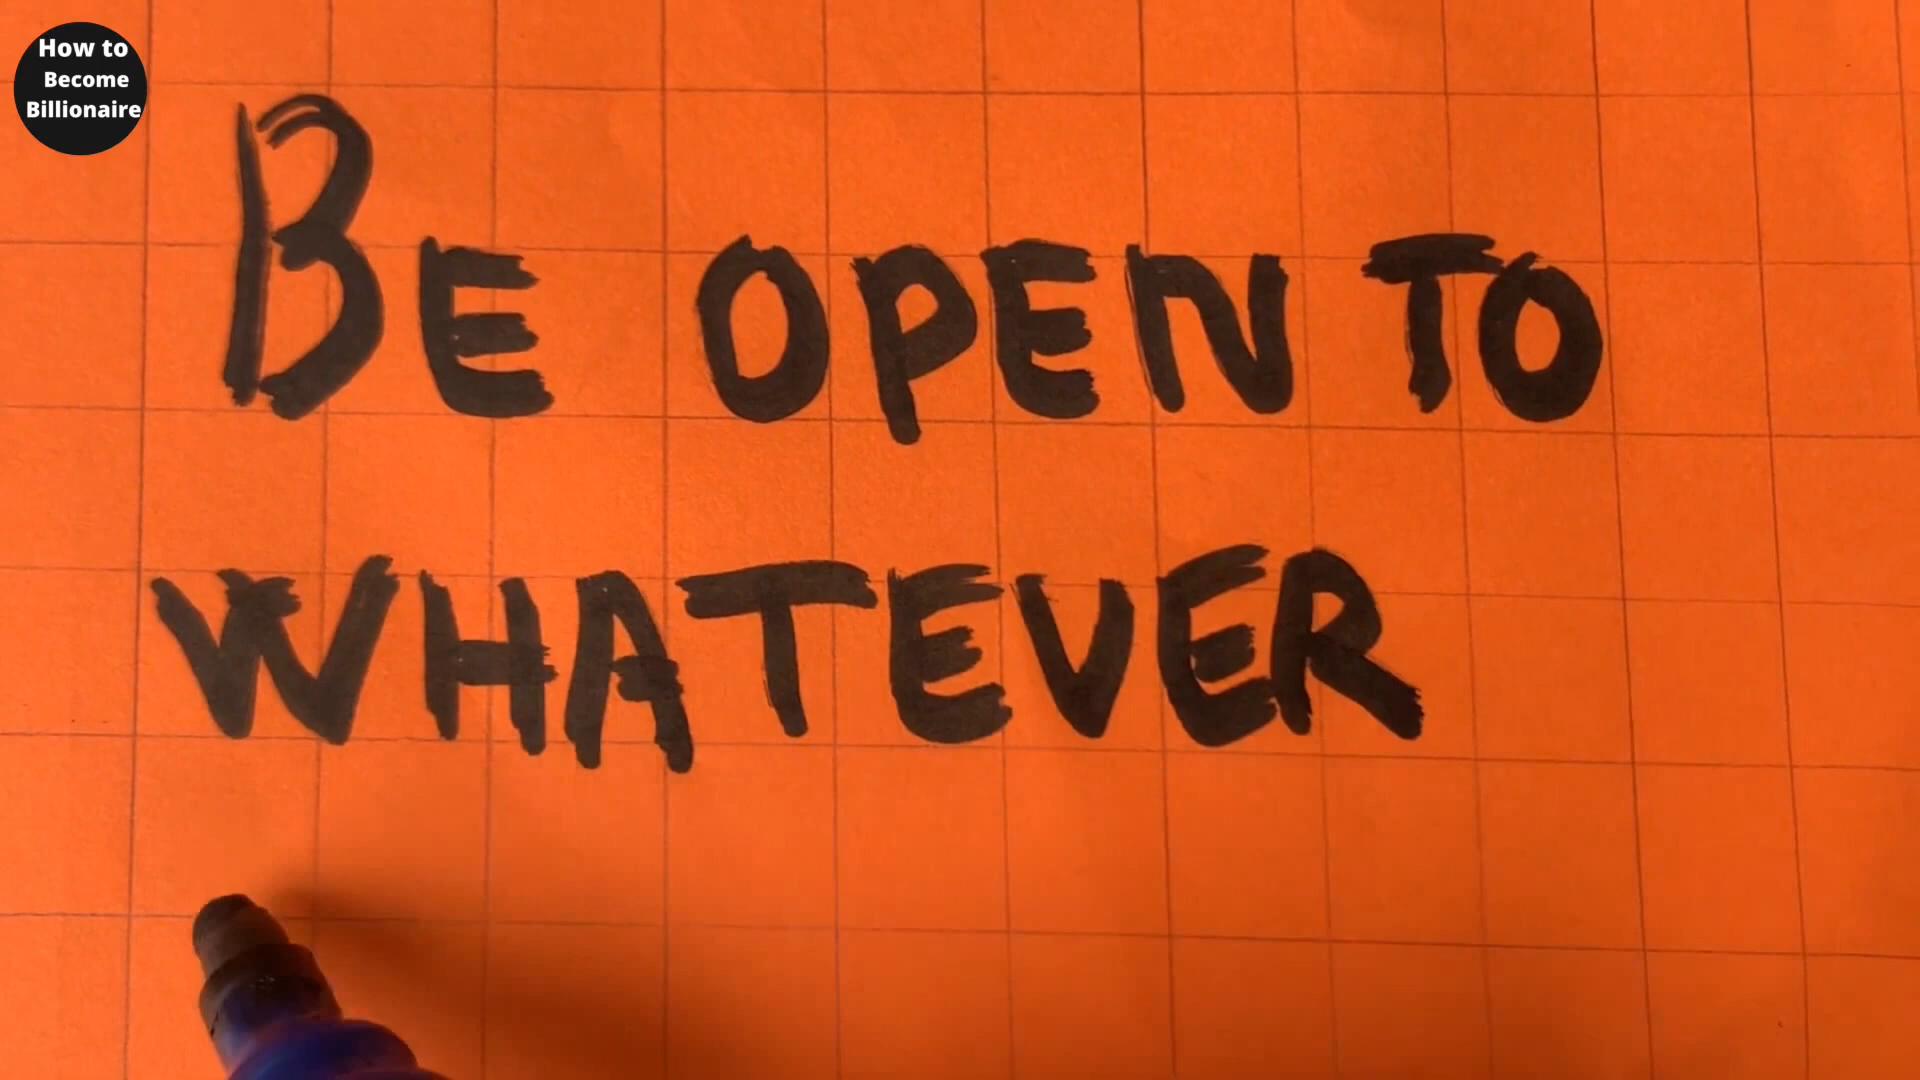 How to
Become
Billionaire
BE OPEN TO
WHATEVER